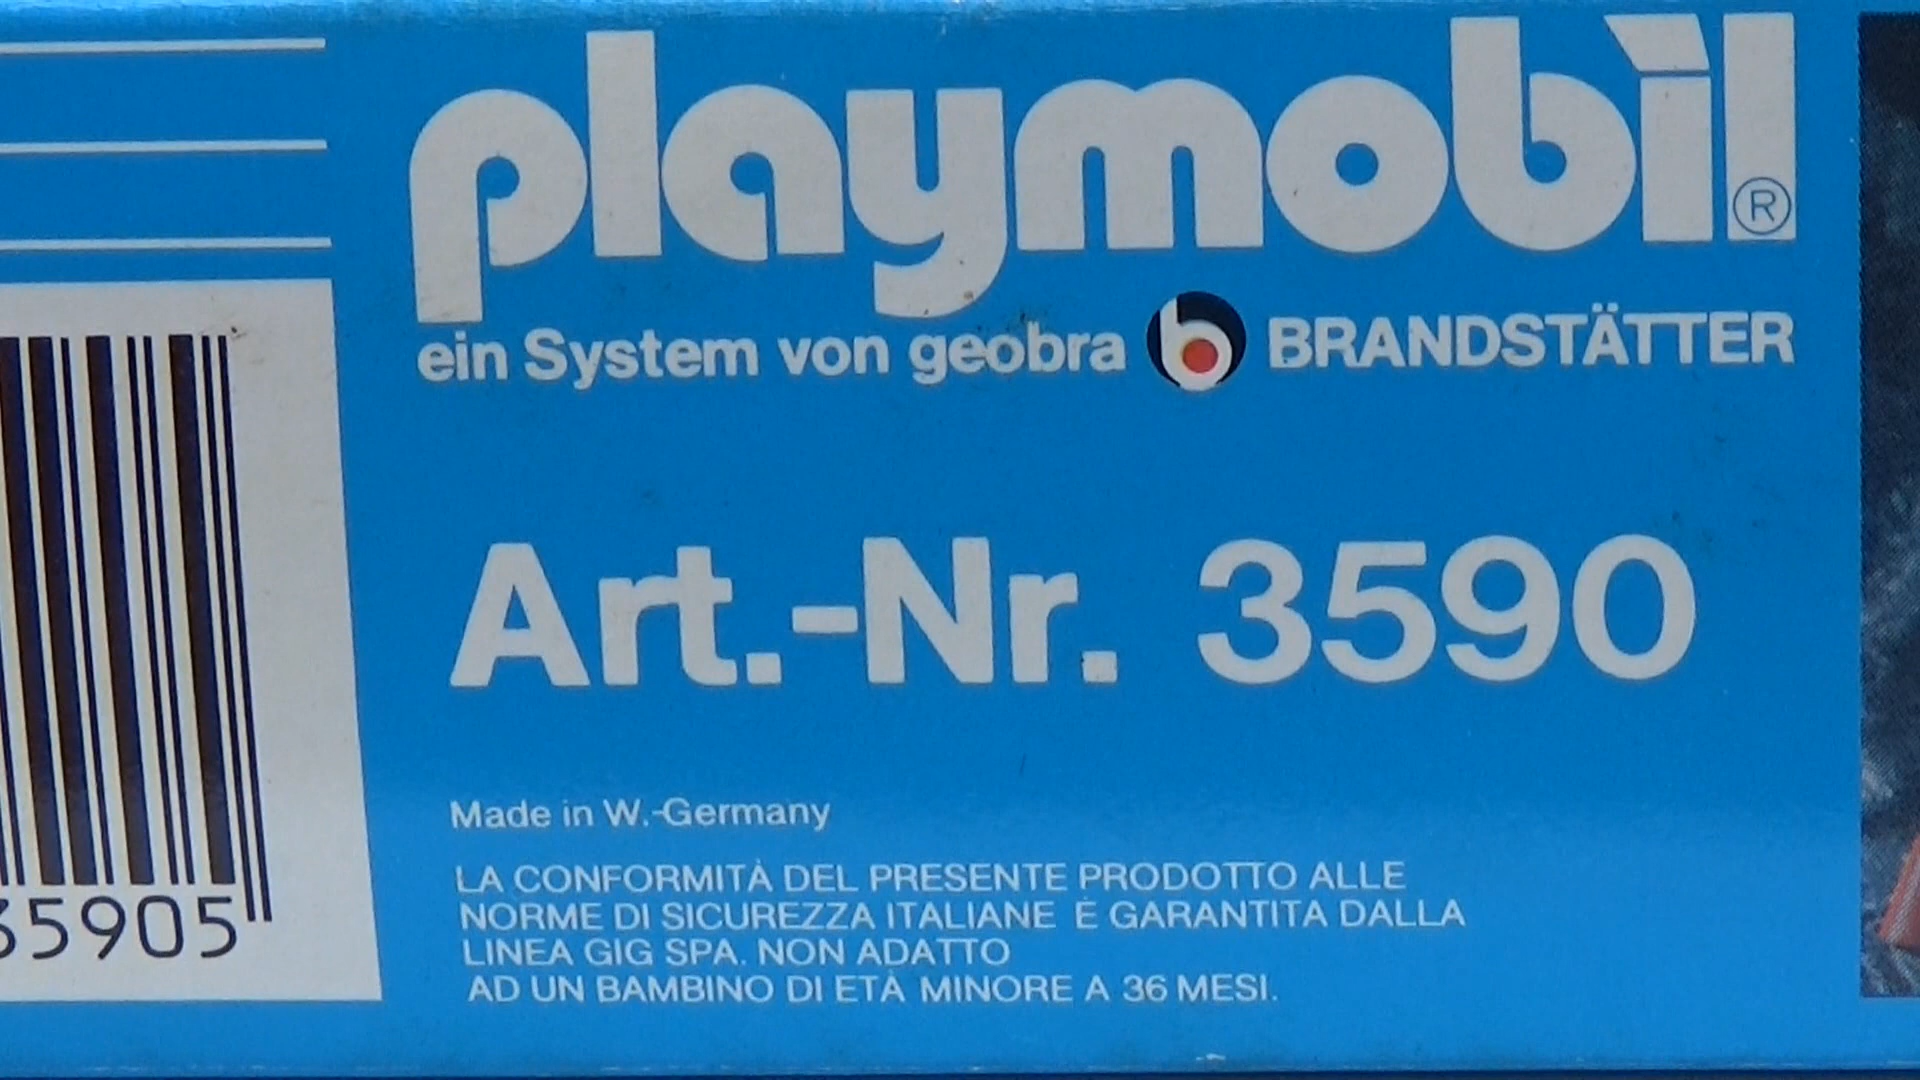 playmobil®
ein System von geobra b BRANDSTÄTTER
Art.-Nr. 3590
Made in W.-Germany
LA CONFORMITÀ DEL PRESENTE PRODOTTO ALLE
NORME DI SICUREZZA ITALIANE È GARANTITA DALLA
LINEA GIG SPA. NON ADATTO
AD UN BAMBINO DI ETÀ MINORE A 36 MESI.
35905